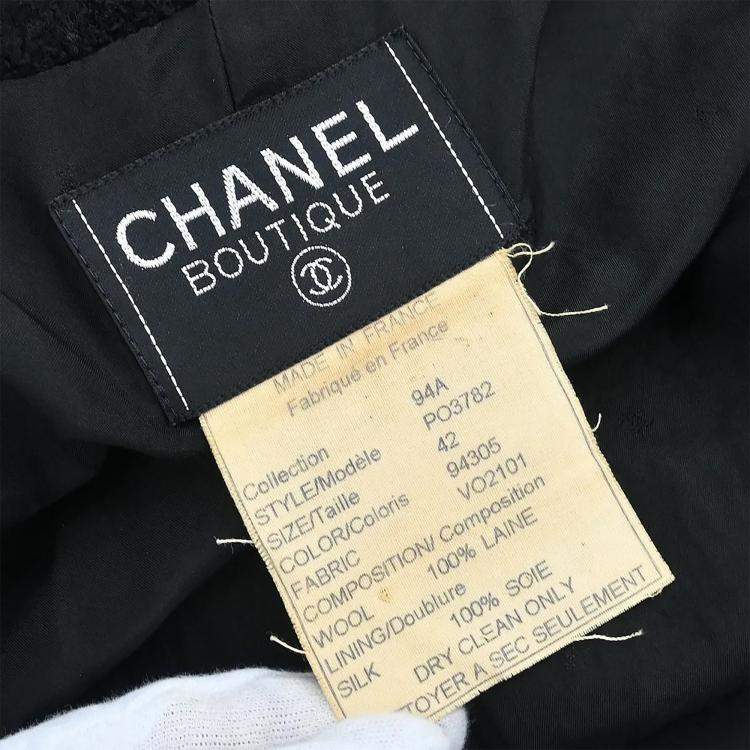 CHANEL
BOUTIQUE
MADE IN FRANCE
Fabriqué en France
Collection 94A
STYLE/Modèle PO3782
SIZE/Taille 42
COLOR/Coloris 94305
FABRIC VO2101
COMPOSITION/ Composition
WOOL 100% LAINE
LINING/Doublure
SILK 100% SOIE
DRY CLEAN ONLY
TOYER A SEC SEULEMENT